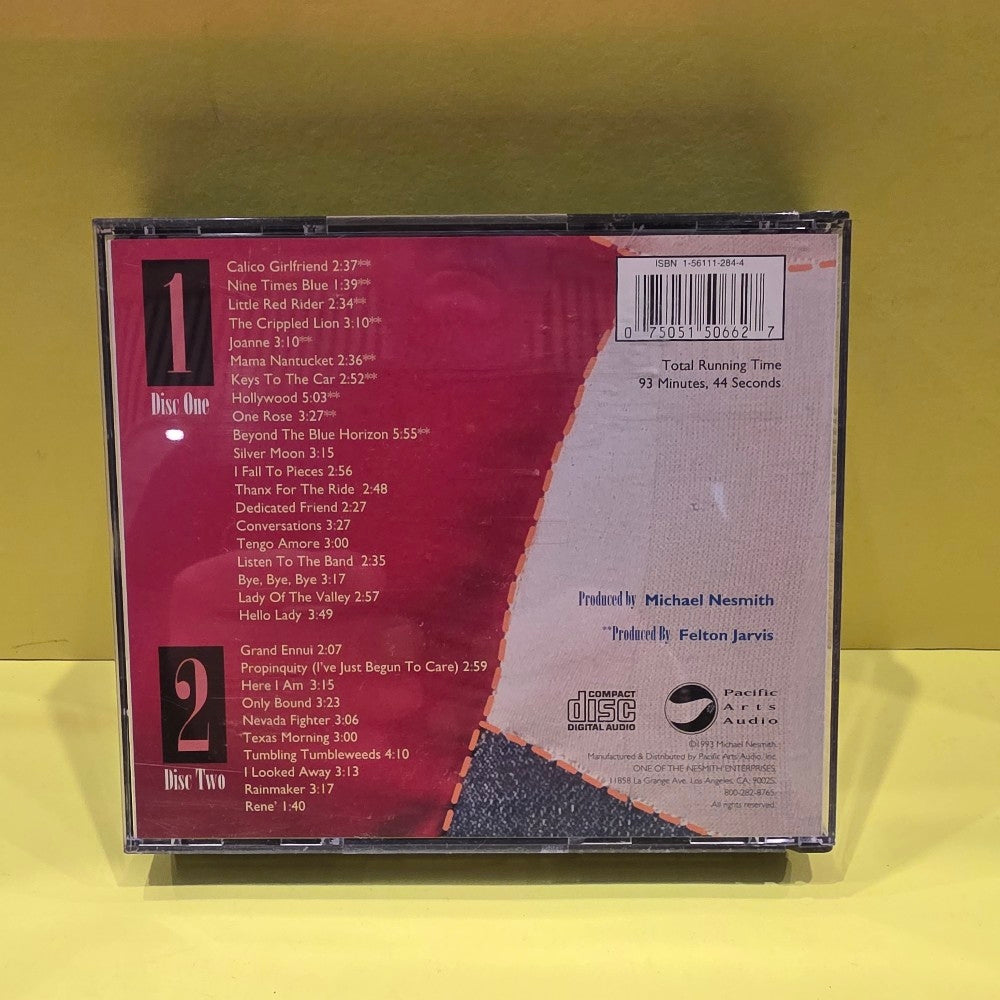 1
Disc One
Calico Girlfriend 2:37**
Nine Times Blue 1:39**
Little Red Rider 2:34**
The Crippled Lion 3:10**
Joanne 3:10**
Mama Nantucket 2:36**
Keys To The Car 2:52**
Hollywood 5:03**
One Rose 3:27**
Beyond The Blue Horizon 5:55**
Silver Moon 3:15
I Fall To Pieces 2:56
Thanx For The Ride 2:48
Dedicated Friend 2:27
Conversations 3:27
Tengo Amore 3:00
Listen To The Band 2:35
Bye, Bye, Bye 3:17
Lady Of The Valley 2:57
Hello Lady 3:49
2
Disc Two
Grand Ennui 2:07
Propinquity (I've Just Begun To Care) 2:59
Here I Am 3:15
Only Bound 3:23
Nevada Fighter 3:06
Texas Morning 3:00
Tumbling Tumbleweeds 4:10
I Looked Away 3:13
Rainmaker 3:17
Rene' 1:40
ISBN 1-56111-284-4
0 75051 50662 7
Total Running Time
93 Minutes, 44 Seconds
Produced by Michael Nesmith
**Produced By Felton Jarvis
COMPACT
disc
DIGITAL AUDIO
Pacific
Arts
Audio
©1993 Michael Nesmith.
Manufactured & Distributed by Pacific Arts Audio, Inc.
ONE OF THE NESMITH ENTERPRISES.
11858 La Grange Ave. Los Angeles, CA. 90025.
800-282-8765.
All rights reserved.